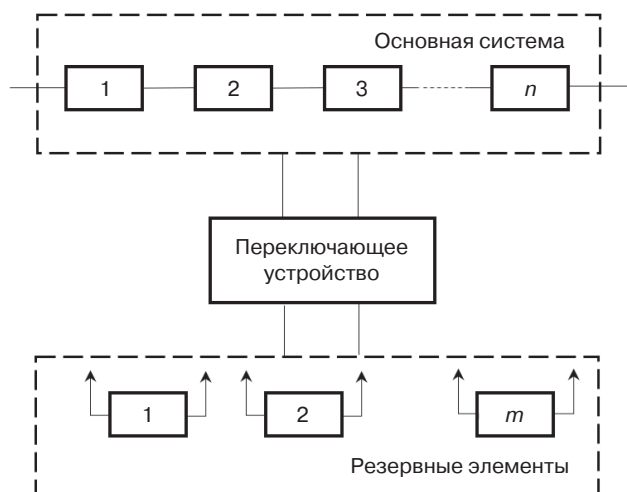 Основная система
1 2 3 n
Переключающее
устройство
1 2 m
Резервные элементы